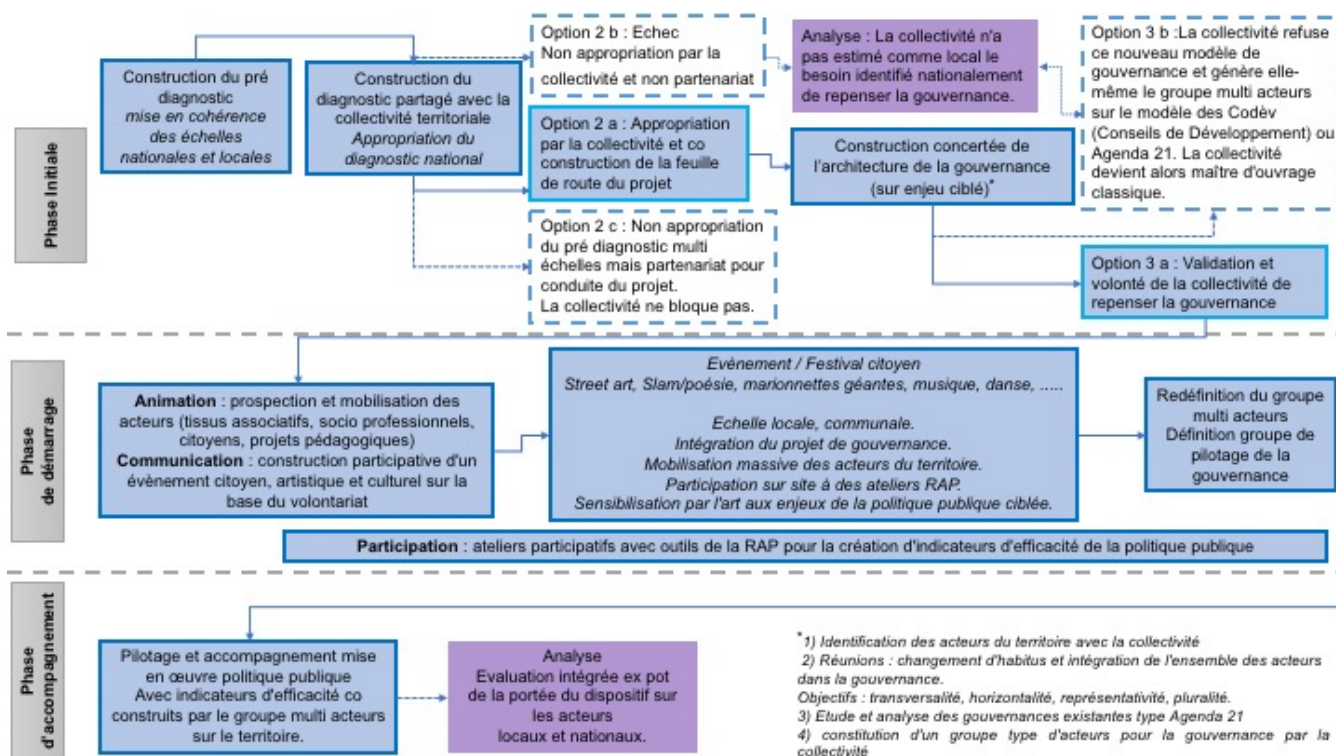 Phase Initiale
Construction du pré
diagnostic
mise en cohérence
des échelles
nationales et locales
Construction du
diagnostic partagé avec la
collectivité territoriale
Appropriation du
diagnostic national
Option 2 b : Echec
Non appropriation par la
collectivité et non partenariat
Option 2 a : Appropriation
par la collectivité et co
construction de la feuille
de route du projet
Option 2 c : Non appropriation
du pré diagnostic multi
échelles mais partenariat pour
conduite du projet.
La collectivité ne bloque pas.
Analyse : La collectivité n'a
pas estimé comme local le
besoin identifié nationalement
de repenser la gouvernance.
Construction concertée de
l'architecture de la gouvernance
(sur enjeu ciblé)*
Option 3 b :La collectivité refuse
ce nouveau modèle de
gouvernance et génère elle-
même le groupe multi acteurs
sur le modèle des Codèv
(Conseils de Développement) ou
Agenda 21. La collectivité
devient alors maître d'ouvrage
classique.
Option 3 a : Validation et
volonté de la collectivité de
repenser la gouvernance
Phase
de démarrage
Animation : prospection et mobilisation des
acteurs (tissus associatifs, socio professionnels,
citoyens, projets pédagogiques)
Communication : construction participative d'un
évènement citoyen, artistique et culturel sur la
base du volontariat
Evènement / Festival citoyen
Street art, Slam/poésie, marionnettes géantes, musique, danse, .....
Echelle locale, communale.
Intégration du projet de gouvernance.
Mobilisation massive des acteurs du territoire.
Participation sur site à des ateliers RAP.
Sensibilisation par l'art aux enjeux de la politique publique ciblée.
Redéfinition du groupe
multi acteurs
Définition groupe de
pilotage de la
gouvernance
Participation : ateliers participatifs avec outils de la RAP pour la création d'indicateurs d'efficacité de la politique publique
Phase
d'accompagnement
Pilotage et accompagnement mise
en œuvre politique publique
Avec indicateurs d'efficacité co
construits par le groupe multi acteurs
sur le territoire.
Analyse
Evaluation intégrée ex pot
de la portée du dispositif sur
les acteurs
locaux et nationaux.
*1) Identification des acteurs du territoire avec la collectivité
2) Réunions : changement d'habitus et intégration de l'ensemble des acteurs
dans la gouvernance.
Objectifs : transversalité, horizontalité, représentativité, pluralité.
3) Etude et analyse des gouvernances existantes type Agenda 21
4) constitution d'un groupe type d'acteurs pour la gouvernance par la
collectivité